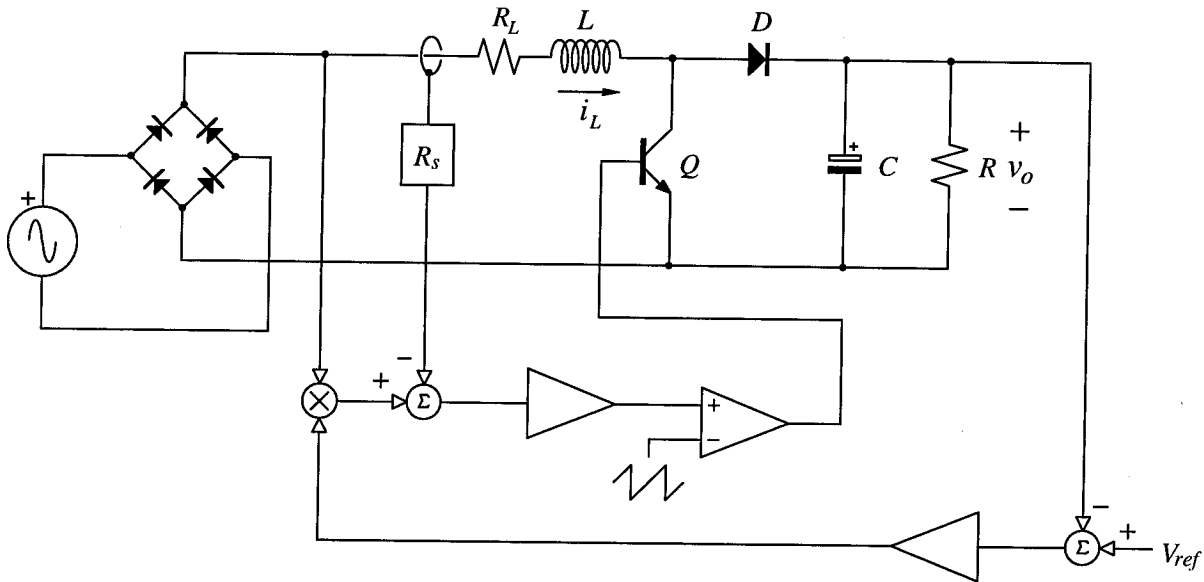 R_L
L
D
i_L
R_s
Q
+
C
R
+
v_o
−
+
−
+
Σ
+
−
−
+
Σ
V_ref